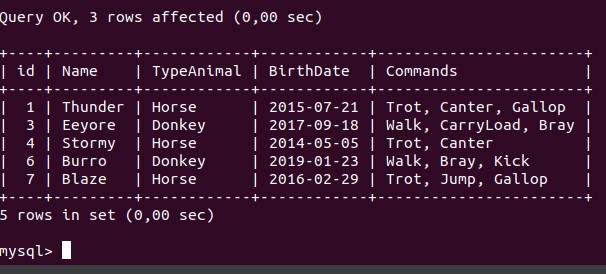 Query OK, 3 rows affected (0,00 sec)
+----+---------+------------+------------+----------------------+
| id | Name    | TypeAnimal | BirthDate  | Commands             |
+----+---------+------------+------------+----------------------+
|  1 | Thunder | Horse      | 2015-07-21 | Trot, Canter, Gallop |
|  3 | Eeyore  | Donkey     | 2017-09-18 | Walk, CarryLoad, Bray |
|  4 | Stormy  | Horse      | 2014-05-05 | Trot, Canter         |
|  6 | Burro   | Donkey     | 2019-01-23 | Walk, Bray, Kick     |
|  7 | Blaze   | Horse      | 2016-02-29 | Trot, Jump, Gallop   |
+----+---------+------------+------------+----------------------+
5 rows in set (0,00 sec)
mysql>